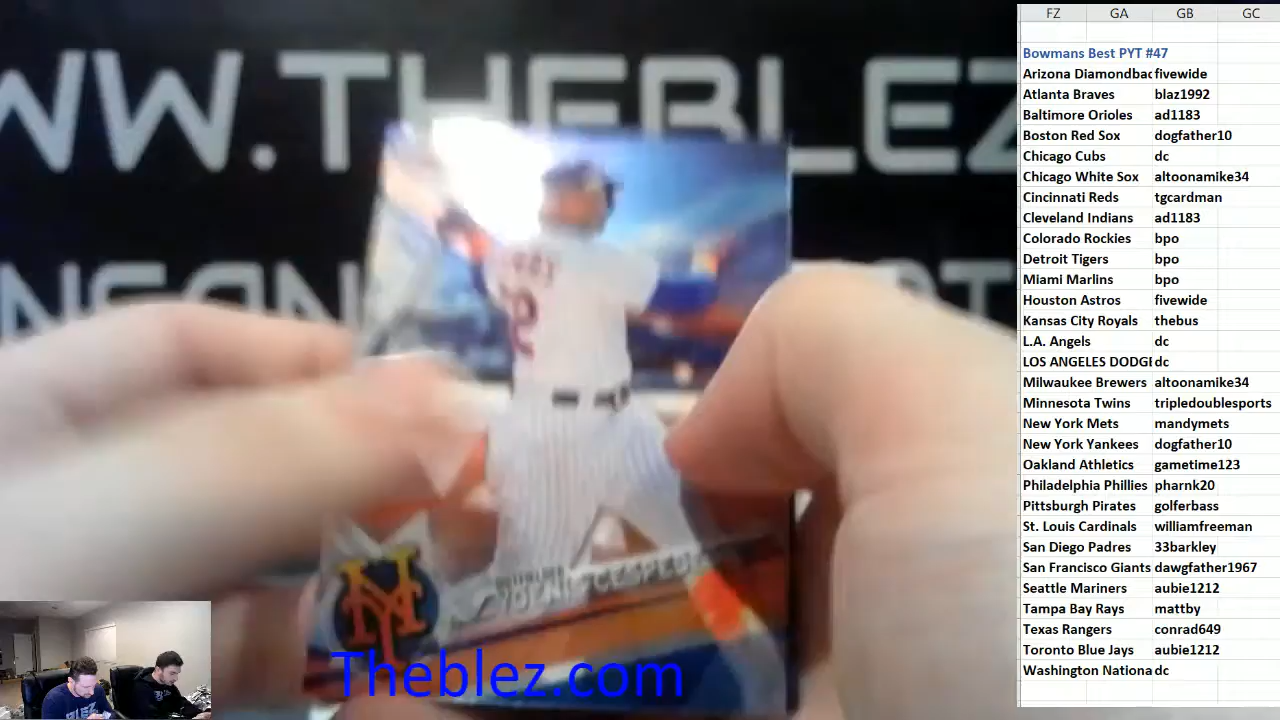 WW.THEBLEZ
FZ GA GB GC
Bowmans Best PYT #47
Arizona Diamondbac fivewide
Atlanta Braves blaz1992
Baltimore Orioles ad1183
Boston Red Sox dogfather10
Chicago Cubs dc
Chicago White Sox altoonamike34
Cincinnati Reds tgcardman
Cleveland Indians ad1183
Colorado Rockies bpo
Detroit Tigers bpo
Miami Marlins bpo
Houston Astros fivewide
Kansas City Royals thebus
L.A. Angels dc
LOS ANGELES DODGI dc
Milwaukee Brewers altoonamike34
Minnesota Twins tripledoublesports
New York Mets mandymets
New York Yankees dogfather10
Oakland Athletics gametime123
Philadelphia Phillies pharnk20
Pittsburgh Pirates golferbass
St. Louis Cardinals williamfreeman
San Diego Padres 33barkley
San Francisco Giants dawgfather1967
Seattle Mariners aubie1212
Tampa Bay Rays mattby
Texas Rangers conrad649
Toronto Blue Jays aubie1212
Washington Nationa dc
NY
Theblez.com